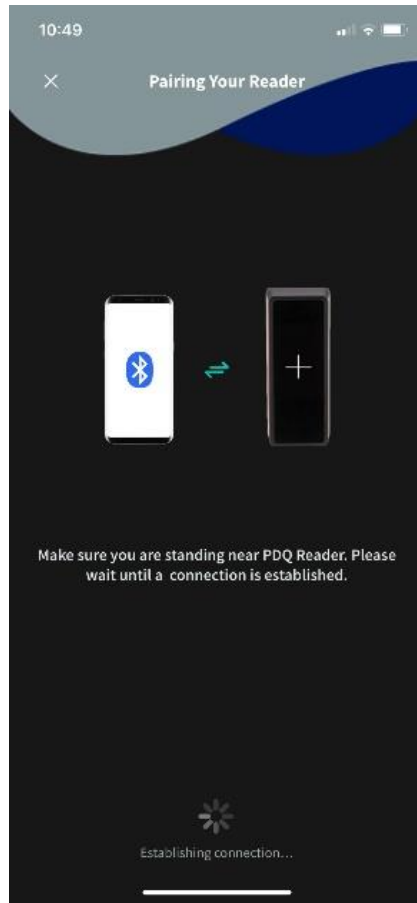 10:49
Pairing Your Reader
Make sure you are standing near PDQ Reader. Please
wait until a connection is established.
Establishing connection...